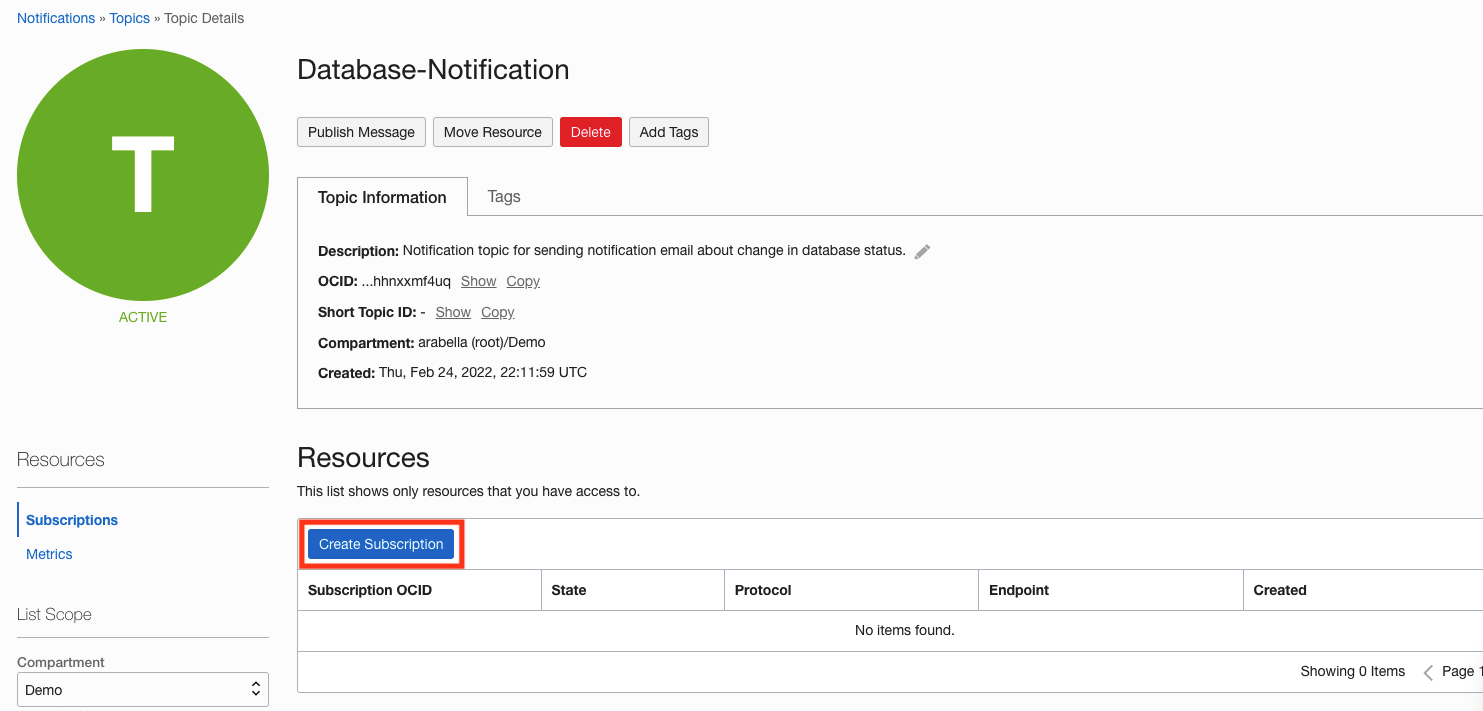 Notifications » Topics » Topic Details
T
ACTIVE
Database-Notification
Publish Message Move Resource Delete Add Tags
Topic Information Tags
Description: Notification topic for sending notification email about change in database status.
OCID: ...hhnxxmf4uq Show Copy
Short Topic ID: - Show Copy
Compartment: arabella (root)/Demo
Created: Thu, Feb 24, 2022, 22:11:59 UTC
Resources
Subscriptions
Metrics
List Scope
Compartment
Demo
Resources
This list shows only resources that you have access to.
Create Subscription
Subscription OCID State Protocol Endpoint Created
No items found.
Showing 0 Items Page 1